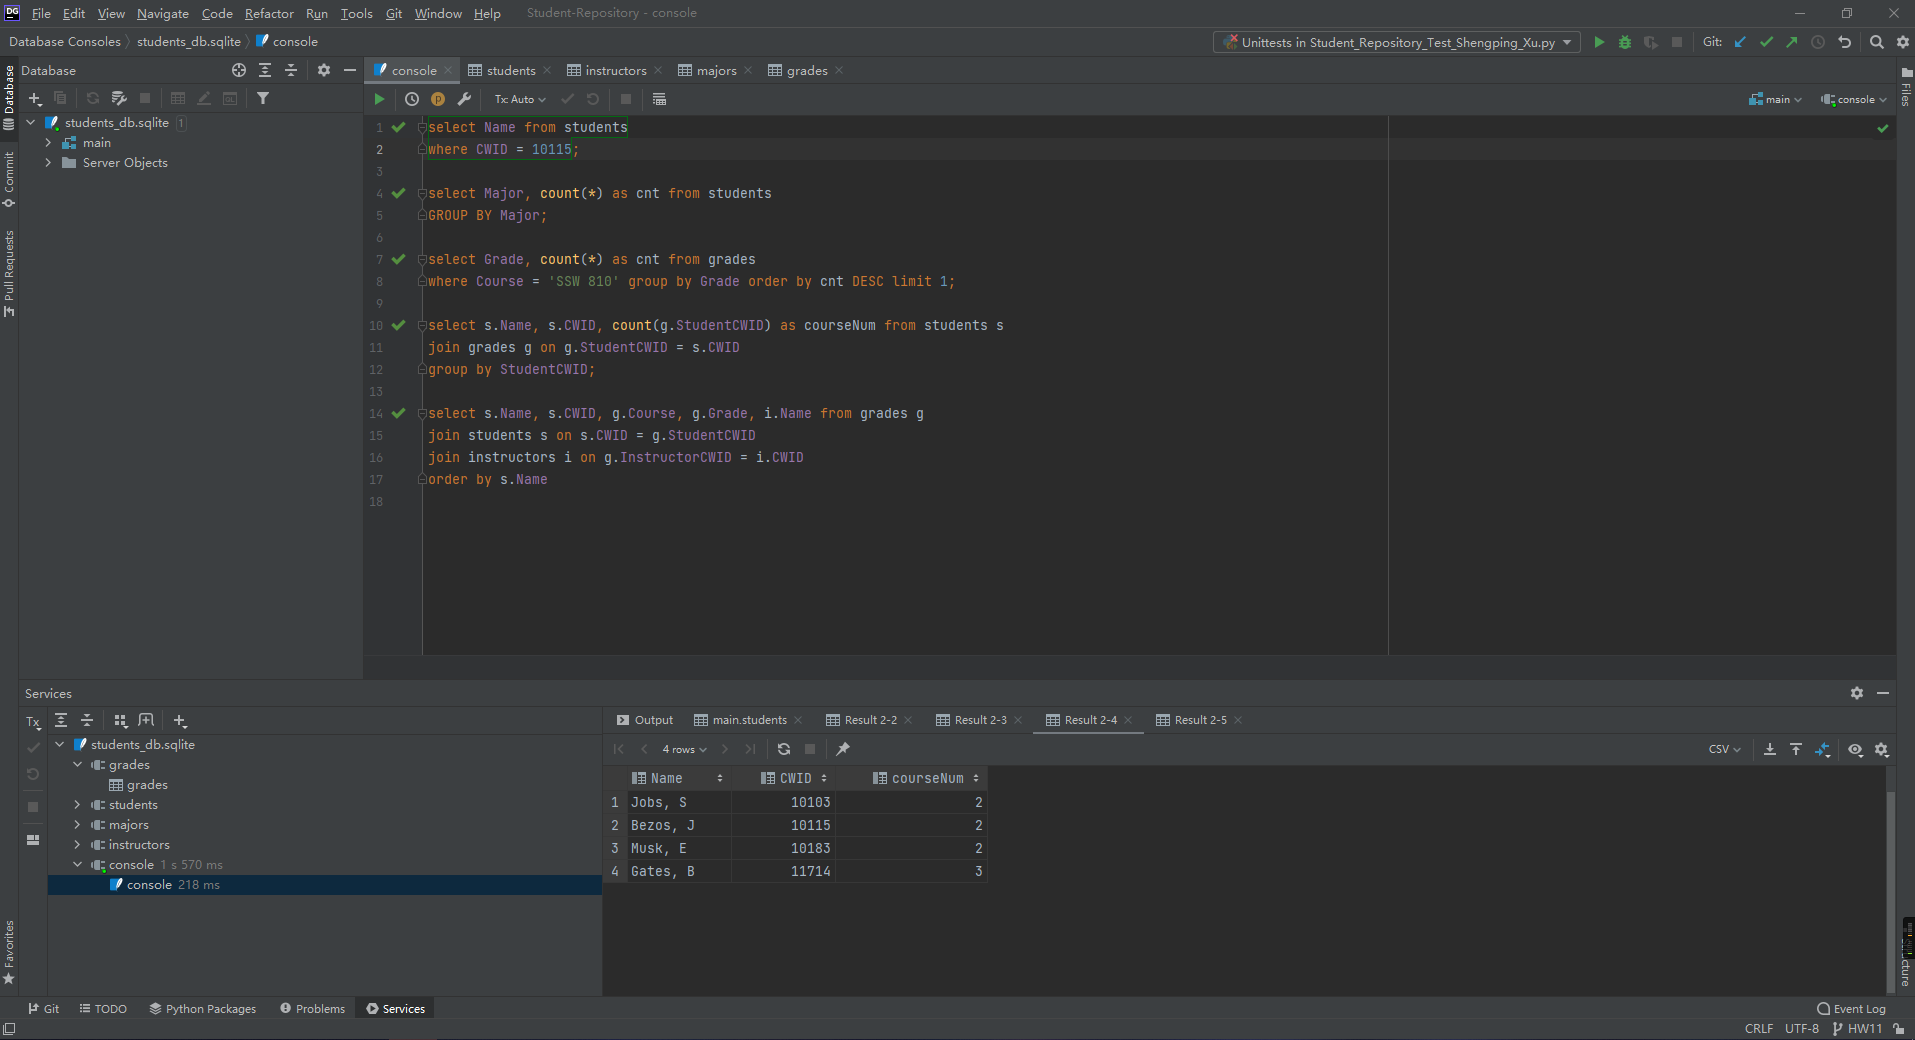 DG File Edit View Navigate Code Refactor Run Tools Git Window Help Student-Repository - console
Database Consoles students_db.sqlite console Unittests in Student_Repository_Test_Shengping_Xu.py Git:
Database
console students instructors majors grades
Tx: Auto main console
students_db.sqlite 1
main
Server Objects
1 select Name from students
2 where CWID = 10115;
3
4 select Major, count(*) as cnt from students
5 GROUP BY Major;
6
7 select Grade, count(*) as cnt from grades
8 where Course = 'SSW 810' group by Grade order by cnt DESC limit 1;
9
10 select s.Name, s.CWID, count(g.StudentCWID) as courseNum from students s
11 join grades g on g.StudentCWID = s.CWID
12 group by StudentCWID;
13
14 select s.Name, s.CWID, g.Course, g.Grade, i.Name from grades g
15 join students s on s.CWID = g.StudentCWID
16 join instructors i on g.InstructorCWID = i.CWID
17 order by s.Name
18
Database
Commit
Pull Requests
Favorites
Files
Services
Tx
students_db.sqlite
grades
grades
students
majors
instructors
console 1 s 570 ms
console 218 ms
Output main.students Result 2-2 Result 2-3 Result 2-4 Result 2-5
4 rows CSV
Name CWID courseNum
1 Jobs, S 10103 2
2 Bezos, J 10115 2
3 Musk, E 10183 2
4 Gates, B 11714 3
Git TODO Python Packages Problems Services Event Log
CRLF UTF-8 HW11